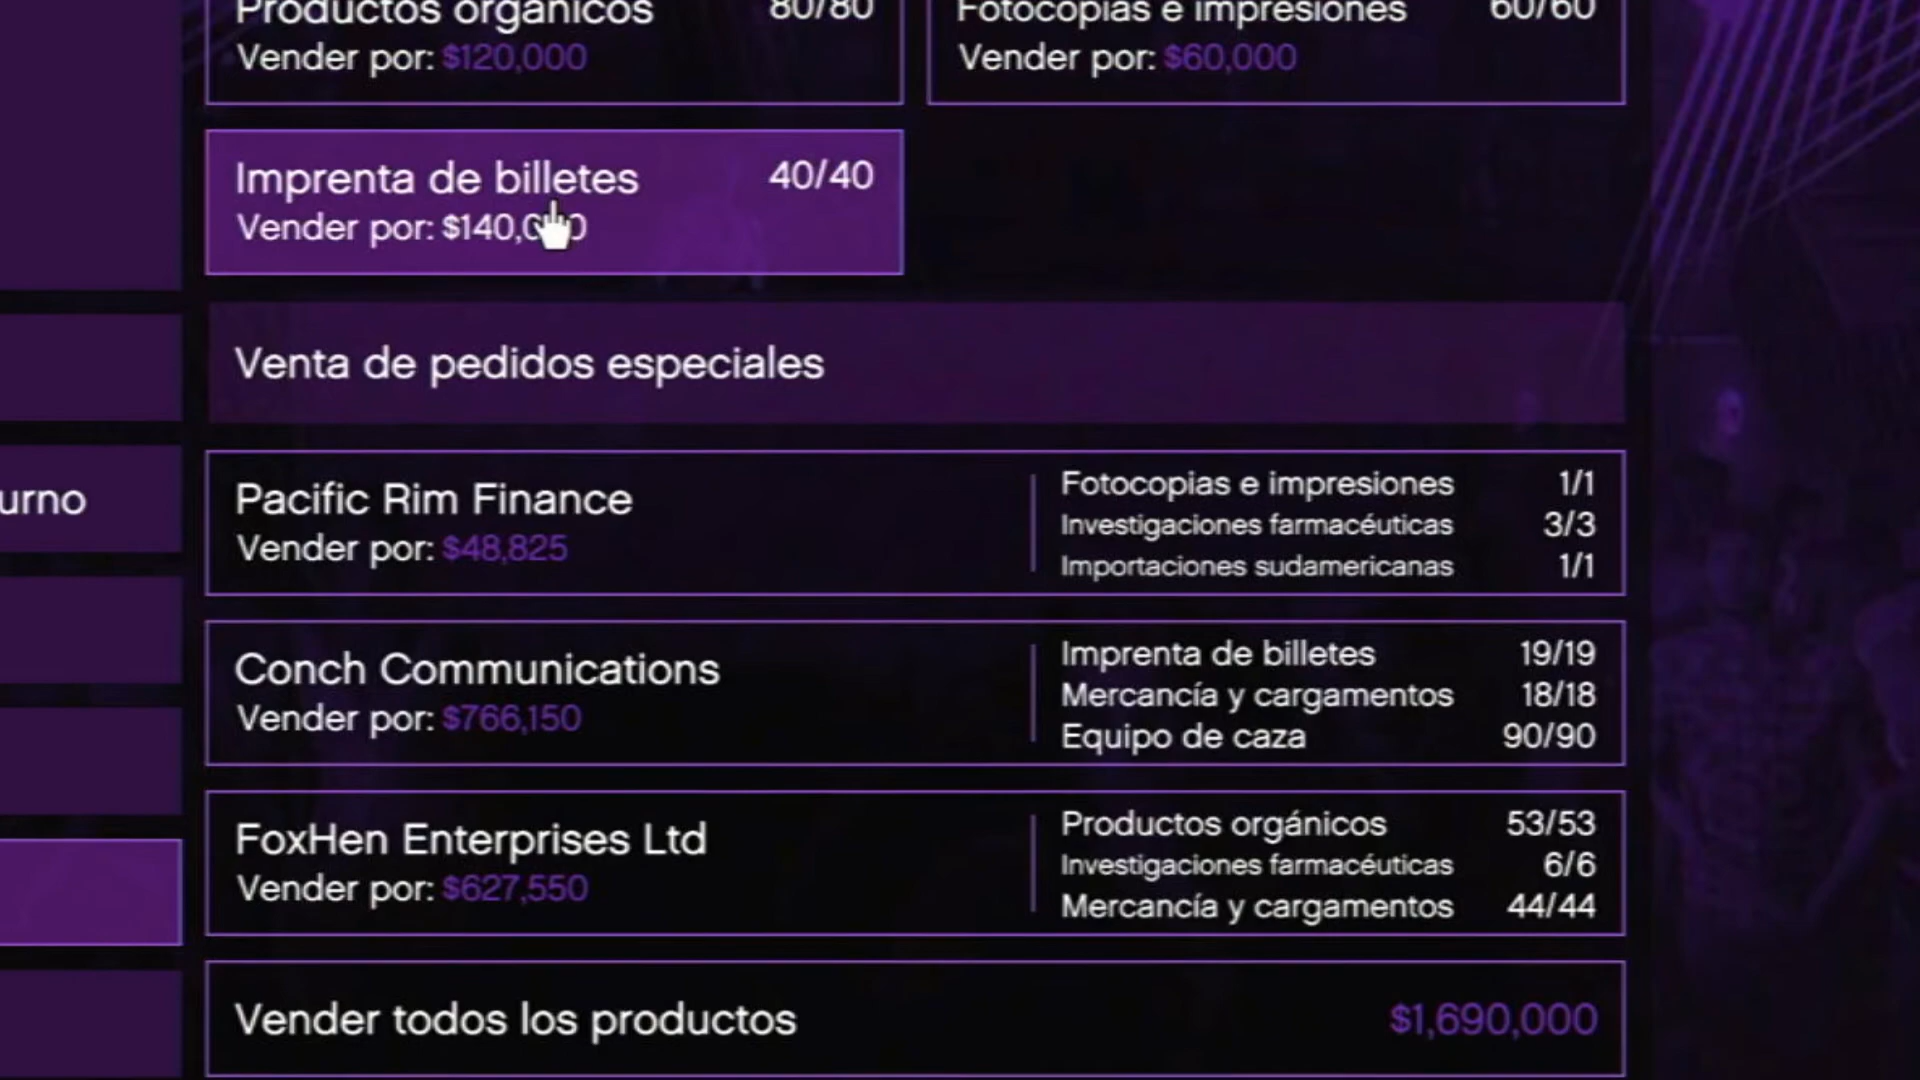 Productos orgánicos 80/80
Vender por: $120,000
Fotocopias e impresiones 60/60
Vender por: $60,000
Imprenta de billetes 40/40
Vender por: $140,000
Venta de pedidos especiales
urno
Pacific Rim Finance
Vender por: $48,825
Fotocopias e impresiones 1/1
Investigaciones farmacéuticas 3/3
Importaciones sudamericanas 1/1
Conch Communications
Vender por: $766,150
Imprenta de billetes 19/19
Mercancía y cargamentos 18/18
Equipo de caza 90/90
FoxHen Enterprises Ltd
Vender por: $627,550
Productos orgánicos 53/53
Investigaciones farmacéuticas 6/6
Mercancía y cargamentos 44/44
Vender todos los productos $1,690,000